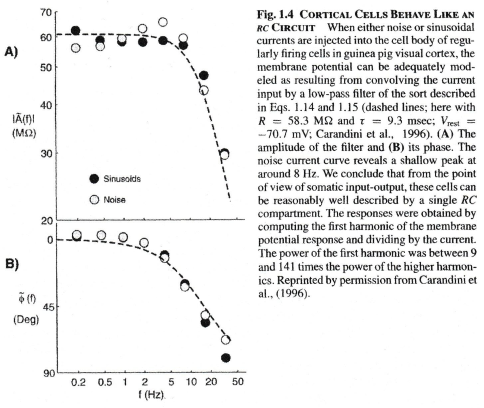 A)
70
60
50
40
30
20
|Ã(f)|
(MΩ)
Sinusoids
Noise
B)
0
45
90
φ̃ (f)
(Deg)
0.2 0.5 1 2 5 10 20 50
f (Hz)
Fig. 1.4 CORTICAL CELLS BEHAVE LIKE AN
RC CIRCUIT When either noise or sinusoidal
currents are injected into the cell body of regu-
larly firing cells in guinea pig visual cortex, the
membrane potential can be adequately mod-
eled as resulting from convolving the current
input by a low-pass filter of the sort described
in Eqs. 1.14 and 1.15 (dashed lines; here with
R = 58.3 MΩ and τ = 9.3 msec; Vrest =
−70.7 mV; Carandini et al., 1996). (A) The
amplitude of the filter and (B) its phase. The
noise current curve reveals a shallow peak at
around 8 Hz. We conclude that from the point
of view of somatic input-output, these cells can
be reasonably well described by a single RC
compartment. The responses were obtained by
computing the first harmonic of the membrane
potential response and dividing by the current.
The power of the first harmonic was between 9
and 141 times the power of the higher harmon-
ics. Reprinted by permission from Carandini et
al., (1996).